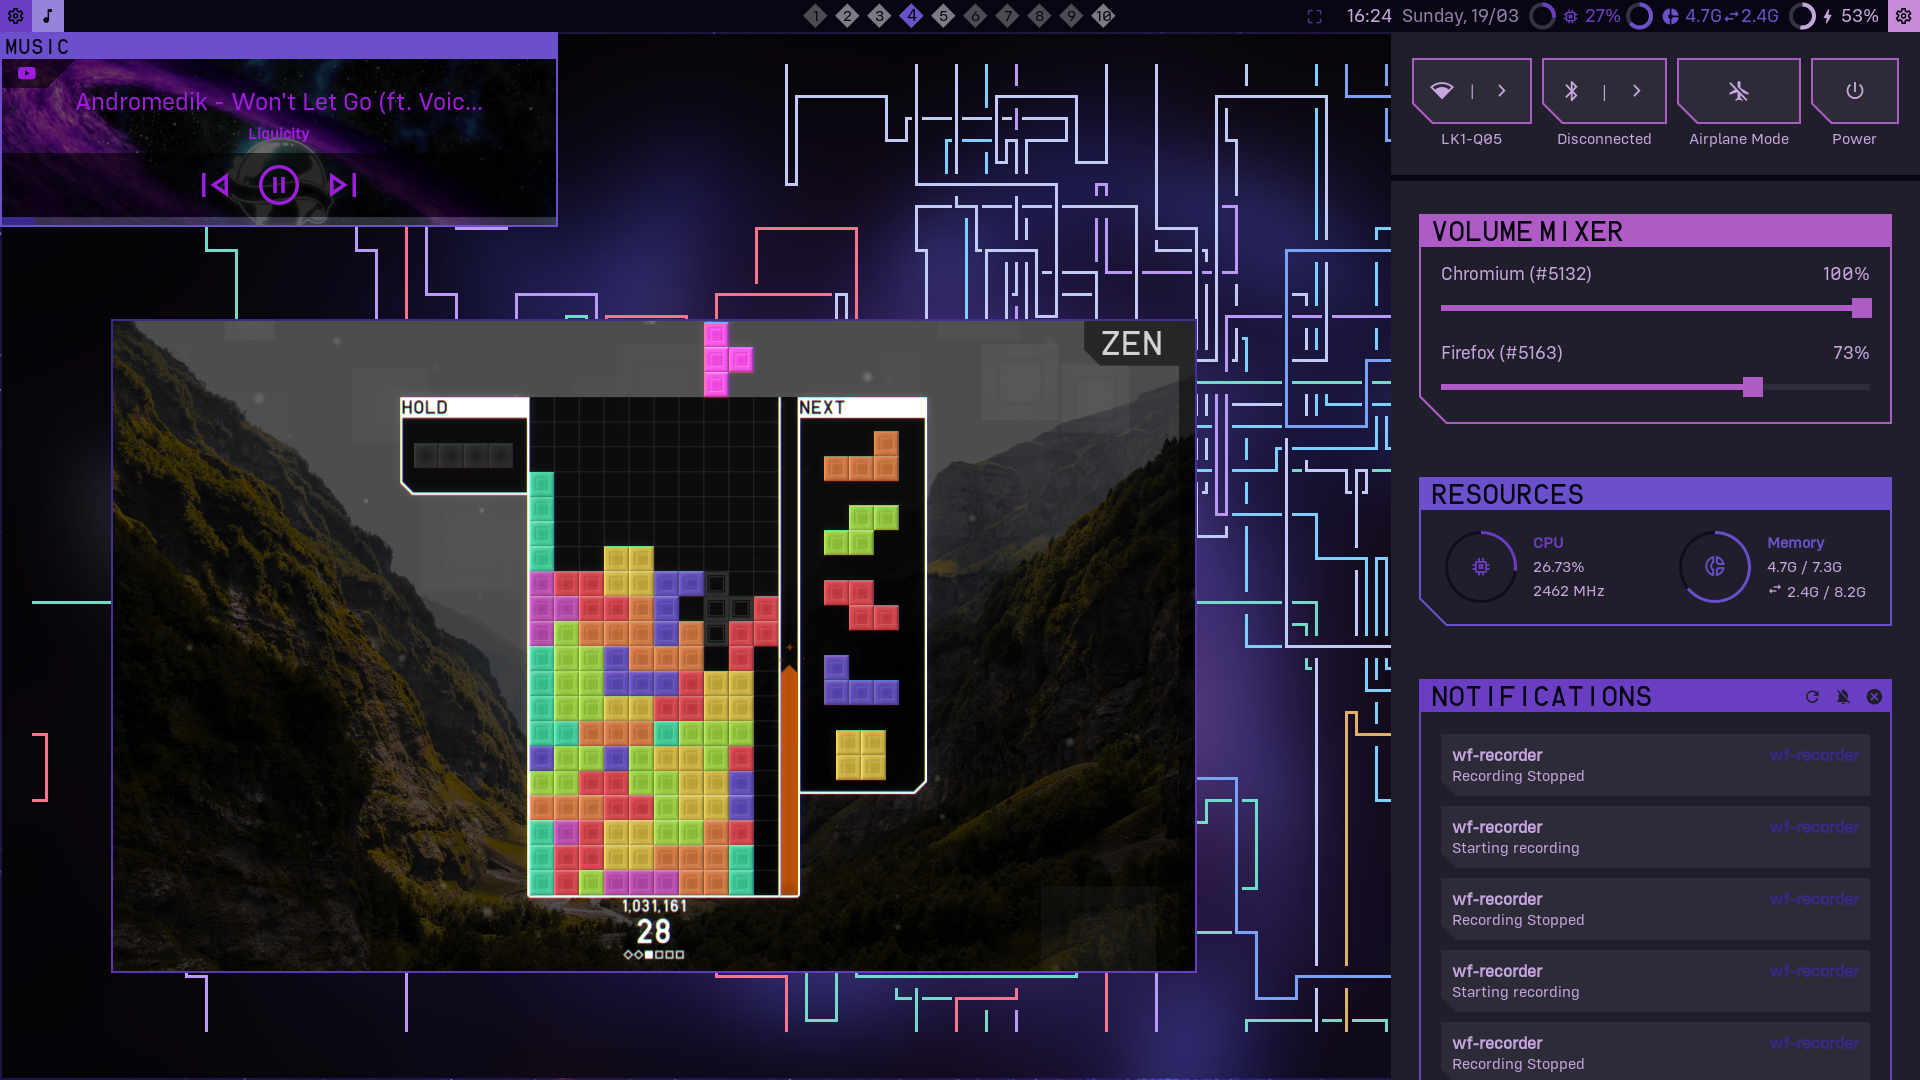 1 2 3 4 5 6 7 8 9 10
16:24 Sunday, 19/03 27% 4.7G⇄2.4G 53%
MUSIC
Andromedik - Won't Let Go (ft. Voic...
Liquicity
LK1-Q05
Disconnected
Airplane Mode
Power
VOLUME MIXER
Chromium (#5132) 100%
Firefox (#5163) 73%
ZEN
HOLD
NEXT
1,031,161
28
RESOURCES
CPU
26.73%
2462 MHz
Memory
4.7G / 7.3G
⇄ 2.4G / 8.2G
NOTIFICATIONS
wf-recorder wf-recorder
Recording Stopped
wf-recorder wf-recorder
Starting recording
wf-recorder wf-recorder
Recording Stopped
wf-recorder wf-recorder
Starting recording
wf-recorder wf-recorder
Recording Stopped